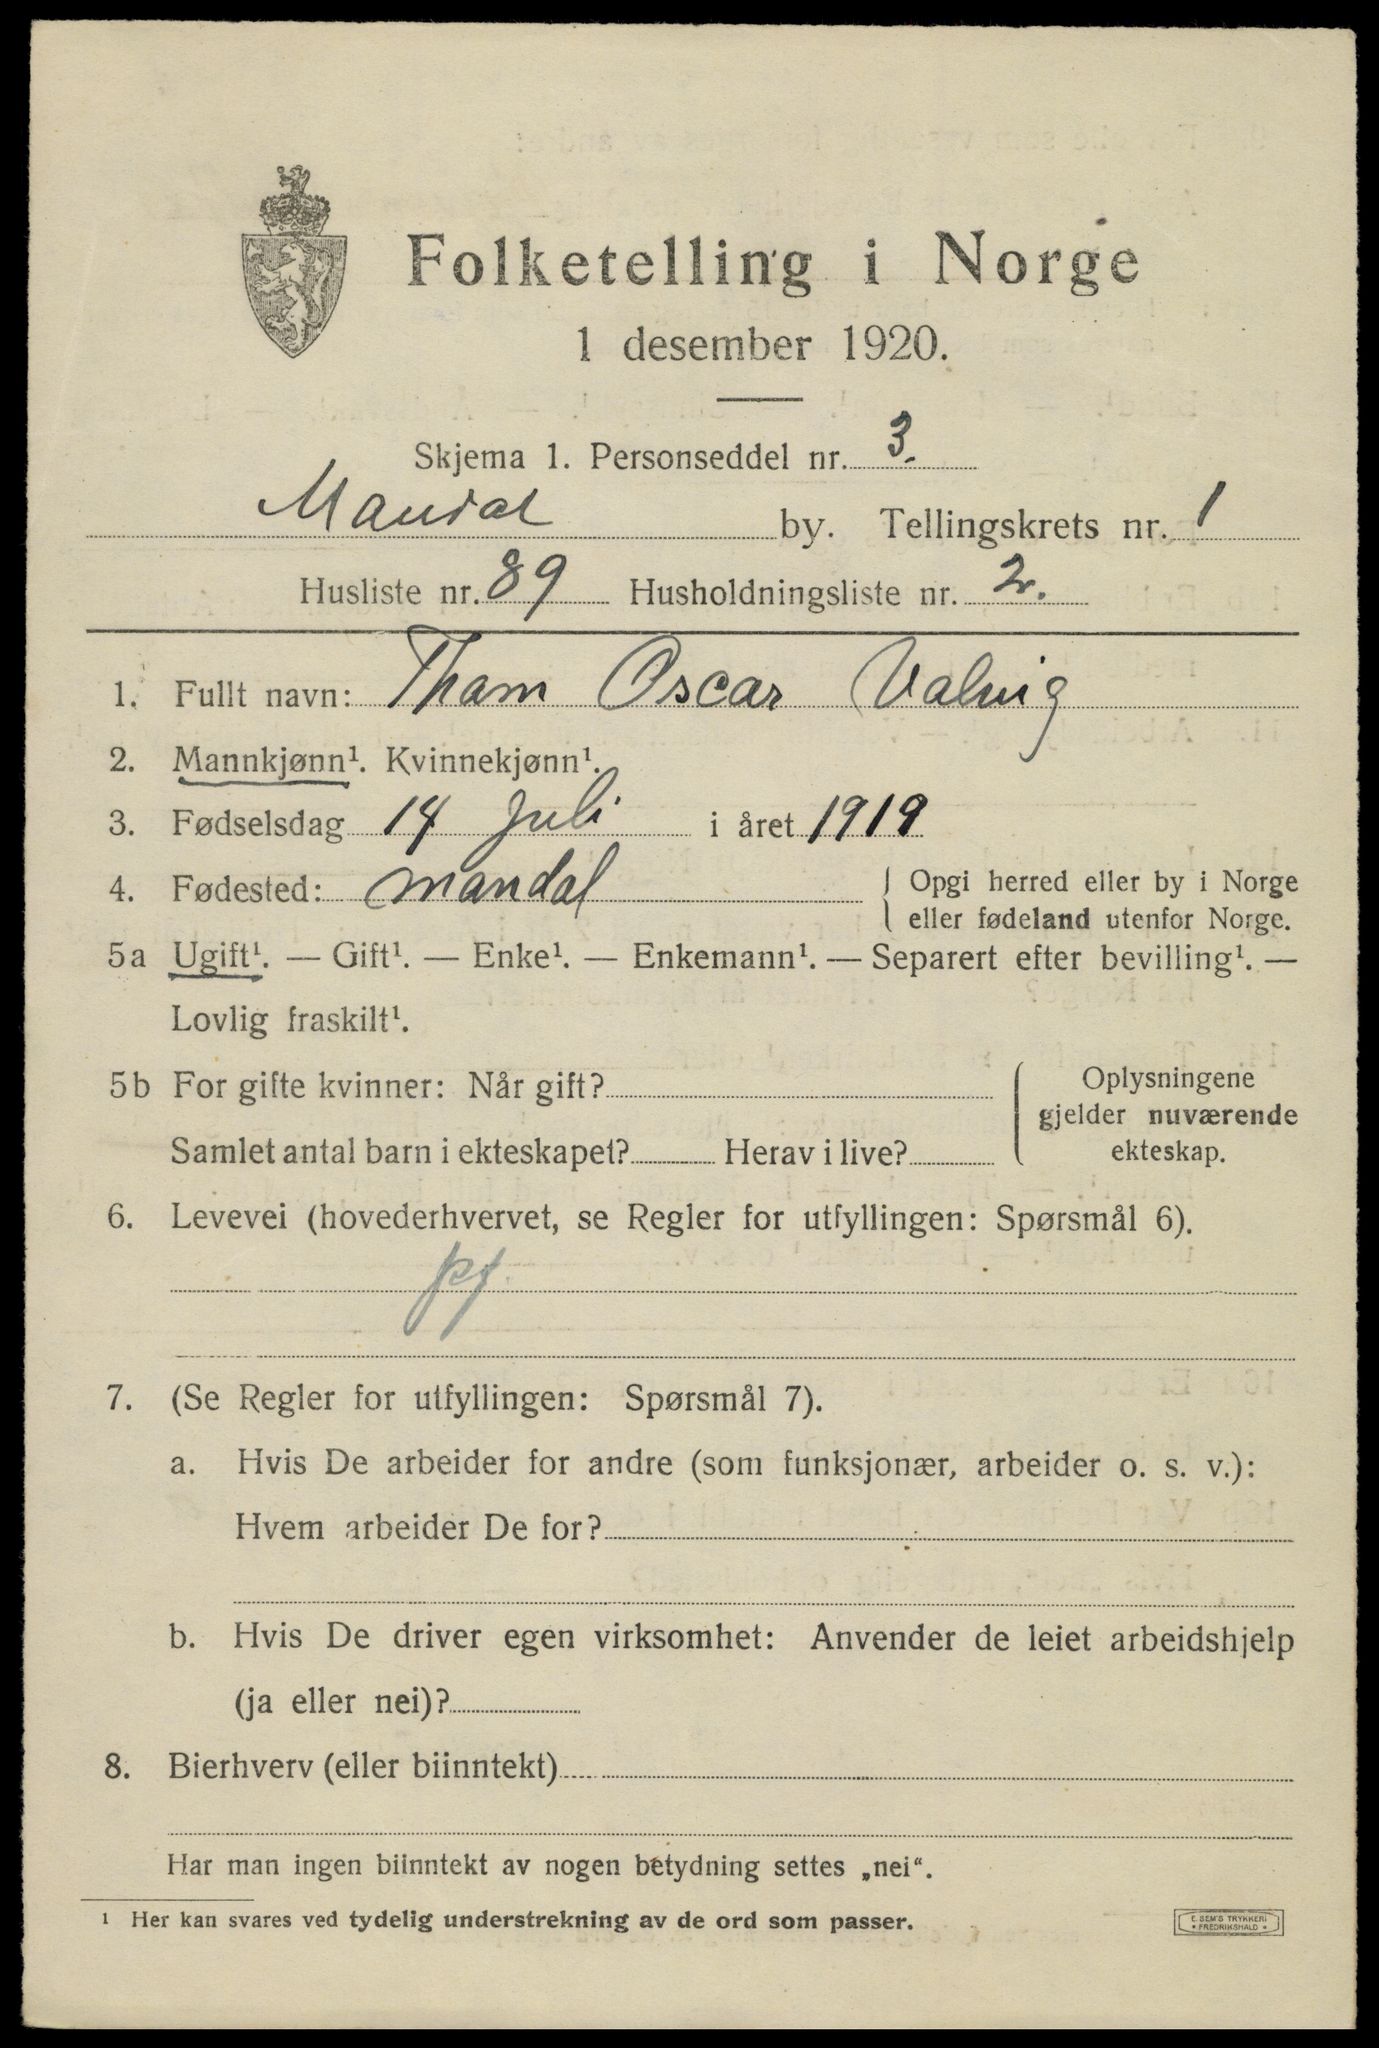 Folketelling i Norge
1 desember 1920.
Skjema 1. Personseddel nr. 3.
Mandal by. Tellingskrets nr. 1
Husliste nr. 89 Husholdningsliste nr. 2.
1. Fullt navn: Tham Oscar Valvig
2. Mannkjønn¹. Kvinnekjønn¹.
3. Fødselsdag 14 juli i året 1919
4. Fødested: mandal { Opgi herred eller by i Norge
eller fødeland utenfor Norge.
5a Ugift¹. — Gift¹. — Enke¹. — Enkemann¹. — Separert efter bevilling¹. —
Lovlig fraskilt¹.
5b For gifte kvinner: Når gift?
Samlet antal barn i ekteskapet? Herav i live?
Oplysningene
gjelder nuværende
ekteskap.
6. Levevei (hovederhvervet, se Regler for utfyllingen: Spørsmål 6).
pf.
7. (Se Regler for utfyllingen: Spørsmål 7).
a. Hvis De arbeider for andre (som funksjonær, arbeider o. s. v.):
Hvem arbeider De for?
b. Hvis De driver egen virksomhet: Anvender de leiet arbeidshjelp
(ja eller nei)?
8. Bierhverv (eller biinntekt)
Har man ingen biinntekt av nogen betydning settes „nei“.
¹ Her kan svares ved tydelig understrekning av de ord som passer.
E. SEM'S TRYKKERI
• FREDRIKSHALD •